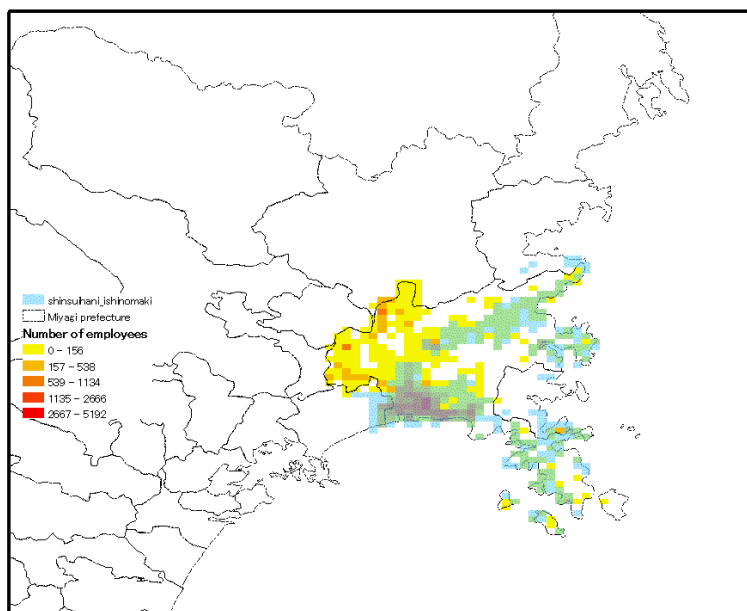 shinsuihani_ishinomaki
Miyagi prefecture
Number of employees
0 - 156
157 - 538
539 - 1134
1135 - 2666
2667 - 5192